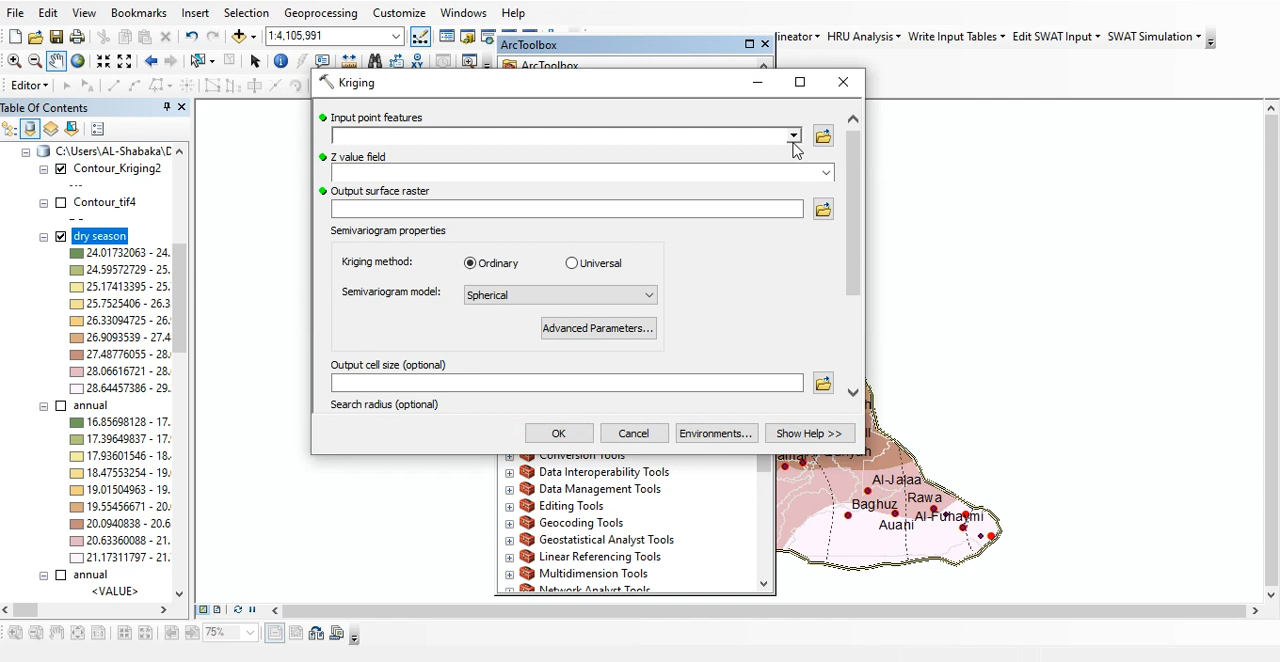 File Edit View Bookmarks Insert Selection Geoprocessing Customize Windows Help
1:4,105,991
HRU Analysis Write Input Tables Edit SWAT Input SWAT Simulation
ArcToolbox
ArcToolbox
Editor
Kriging
Table Of Contents
C:\Users\AL-Shabaka\D
Contour_Kriging2
Contour_tif4
dry season
24.01732063 - 24.
24.59572729 - 25.
25.17413395 - 25.
25.7525406 - 26.3
26.33094725 - 26.
26.9093539 - 27.4
27.48776055 - 28.
28.06616721 - 28.
28.64457386 - 29.
annual
16.85698128 - 17.
17.39649837 - 17.
17.93601546 - 18.
18.47553254 - 19.
19.01504963 - 19.
19.55456671 - 20.
20.0940838 - 20.6
20.63360088 - 21.
21.17311797 - 21.
annual
<VALUE>
Input point features
Z value field
Output surface raster
Semivariogram properties
Kriging method: Ordinary Universal
Semivariogram model: Spherical
Advanced Parameters...
Output cell size (optional)
Search radius (optional)
OK Cancel Environments... Show Help >>
Conversion Tools
Data Interoperability Tools
Data Management Tools
Editing Tools
Geocoding Tools
Geostatistical Analyst Tools
Linear Referencing Tools
Multidimension Tools
Network Analyst Tools
Al-Jalaa
Baghuz
Rawa
Auani
Al-Fuhaymi
75%